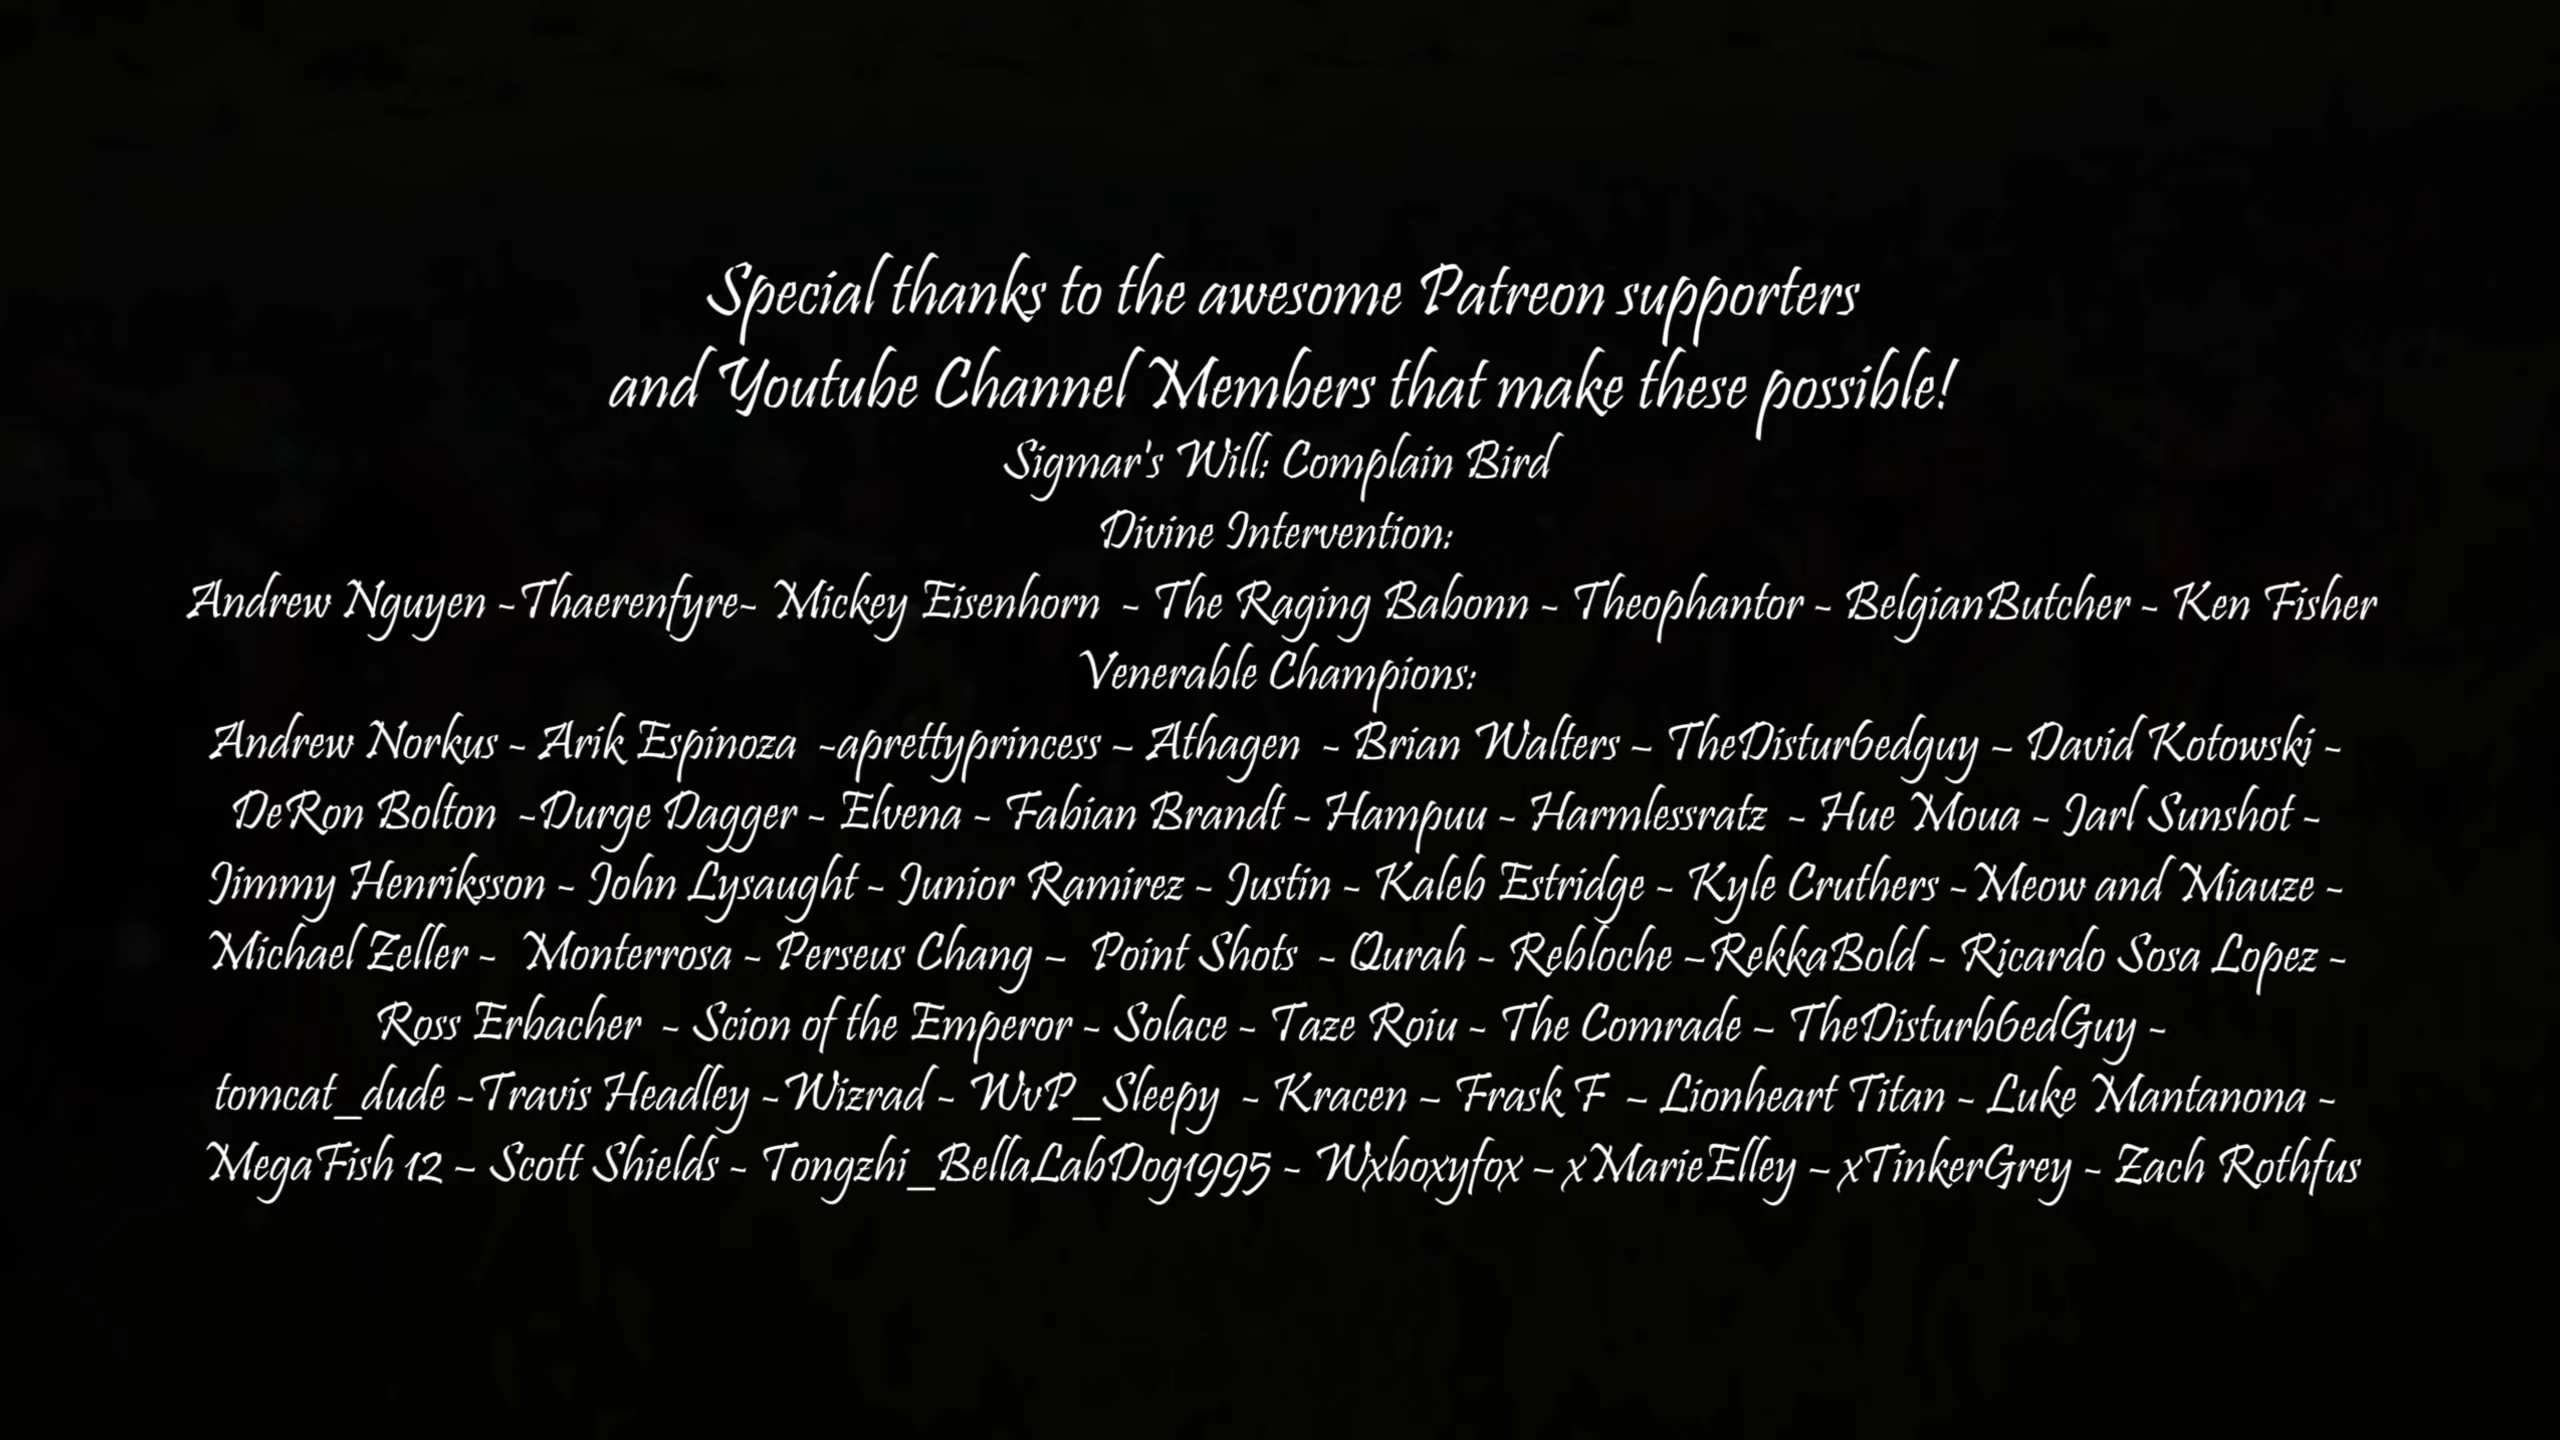 Special thanks to the awesome Patreon supporters
and Youtube Channel Members that make these possible!
Sigmar's Will: Complain Bird
Divine Intervention:
Andrew Nguyen -Thaerenfyre- Mickey Eisenhorn - The Raging Babonn - Theophantor - BelgianButcher - Ken Fisher
Venerable Champions:
Andrew Norkus - Arik Espinoza -aprettyprincess – Athagen - Brian Walters – TheDistur6edguy – David Kotowski -
DeRon Bolton -Durge Dagger - Elvena - Fabian Brandt - Hampuu - Harmlessratz - Hue Moua - Jarl Sunshot -
Jimmy Henriksson - John Lysaught - Junior Ramirez - Justin - Kaleb Estridge - Kyle Cruthers -Meow and Miauze -
Michael Zeller - Monterrosa - Perseus Chang – Point Shots - Qurah - Rebloche –RekkaBold - Ricardo Sosa Lopez -
Ross Erbacher - Scion of the Emperor - Solace - Taze Roiu - The Comrade – TheDisturb6edGuy -
tomcat_dude -Travis Headley -Wizrad - WvP_Sleepy - Kracen – Frask F – Lionheart Titan - Luke Mantanona -
MegaFish 12 – Scott Shields - Tongzhi_BellaLabDog1995 - Wxboxyfox – xMarieElley – xTinkerGrey - Zach Rothfus